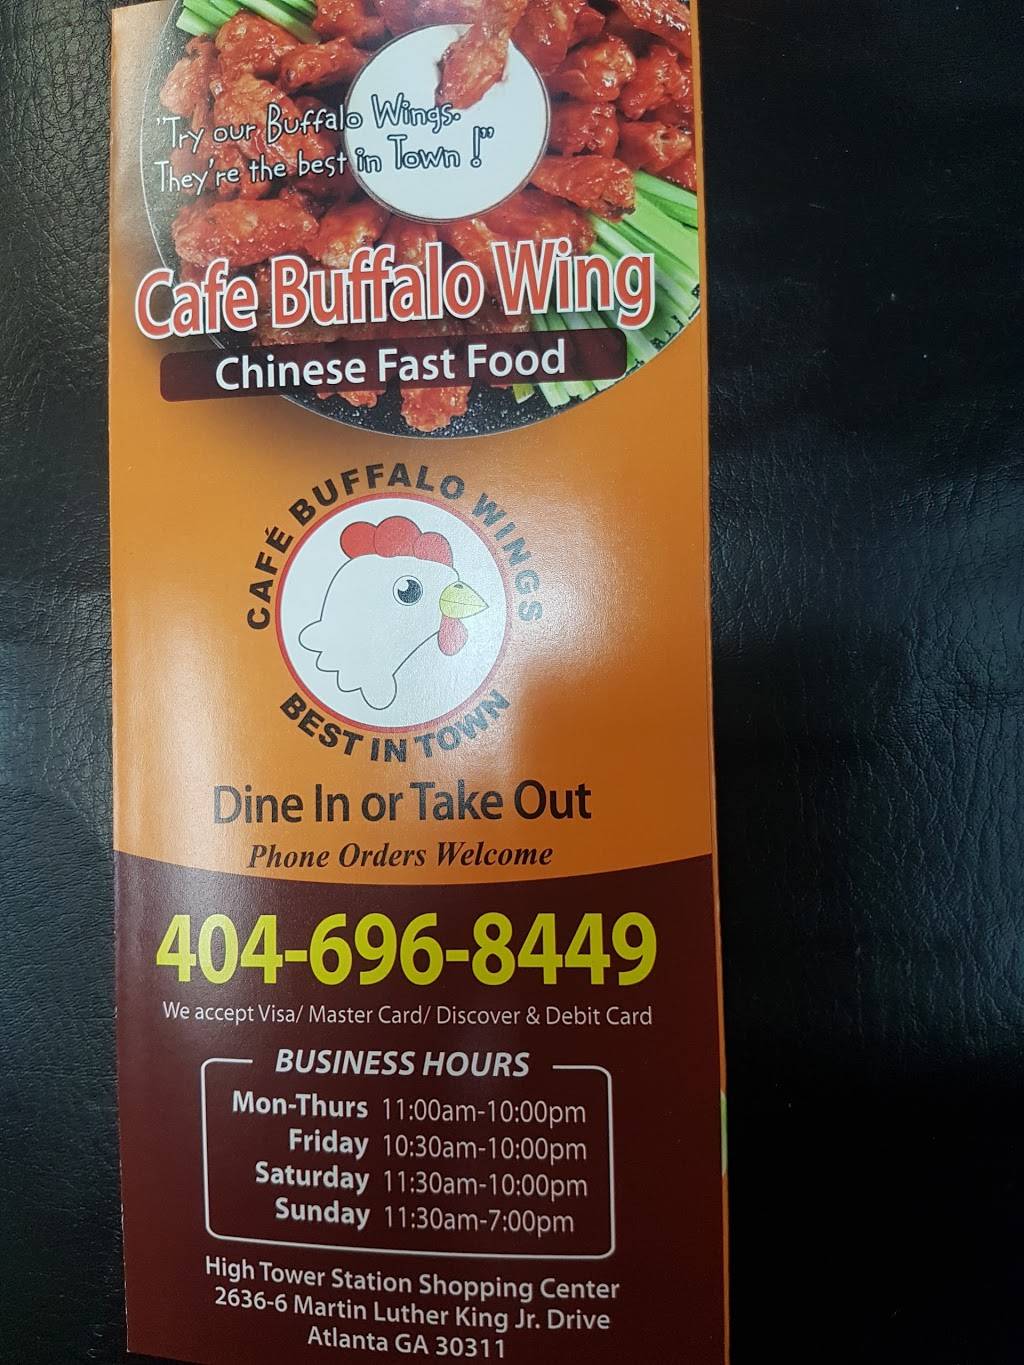 "Try our Buffalo Wings.
They're the best in Town !"
Cafe Buffalo Wing
Chinese Fast Food
CAFÉ BUFFALO WINGS
BEST IN TOWN
Dine In or Take Out
Phone Orders Welcome
404-696-8449
We accept Visa/ Master Card/ Discover & Debit Card
BUSINESS HOURS
Mon-Thurs 11:00am-10:00pm
Friday 10:30am-10:00pm
Saturday 11:30am-10:00pm
Sunday 11:30am-7:00pm
High Tower Station Shopping Center
2636-6 Martin Luther King Jr. Drive
Atlanta GA 30311